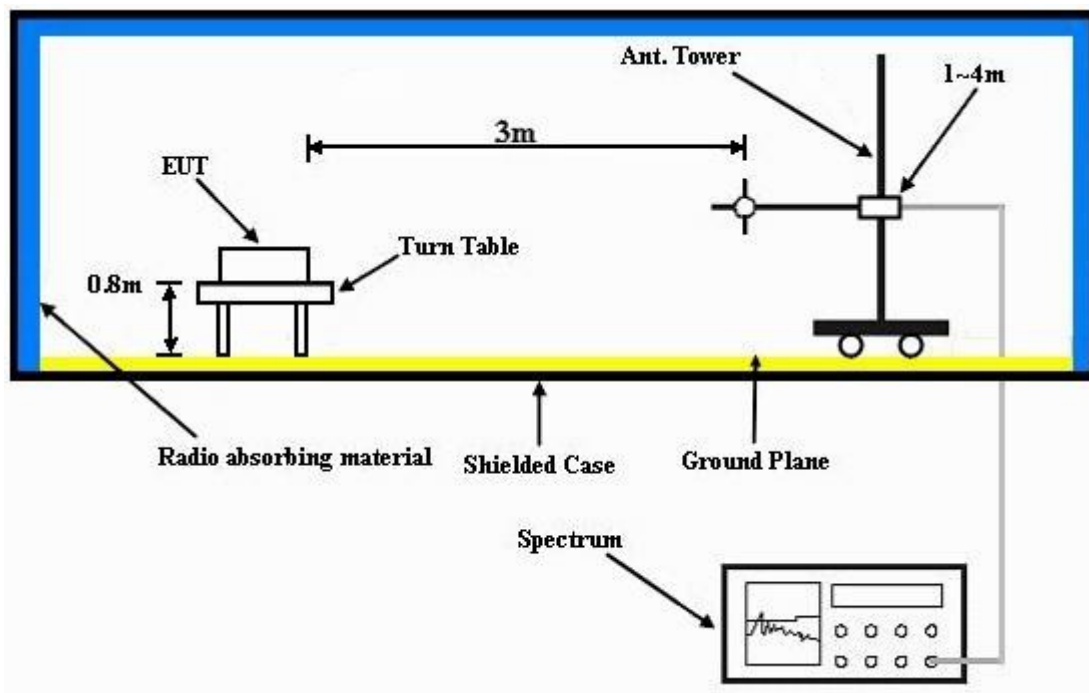 Ant. Tower
1~4m
3m
EUT
Turn Table
0.8m
Radio absorbing material
Shielded Case
Ground Plane
Spectrum